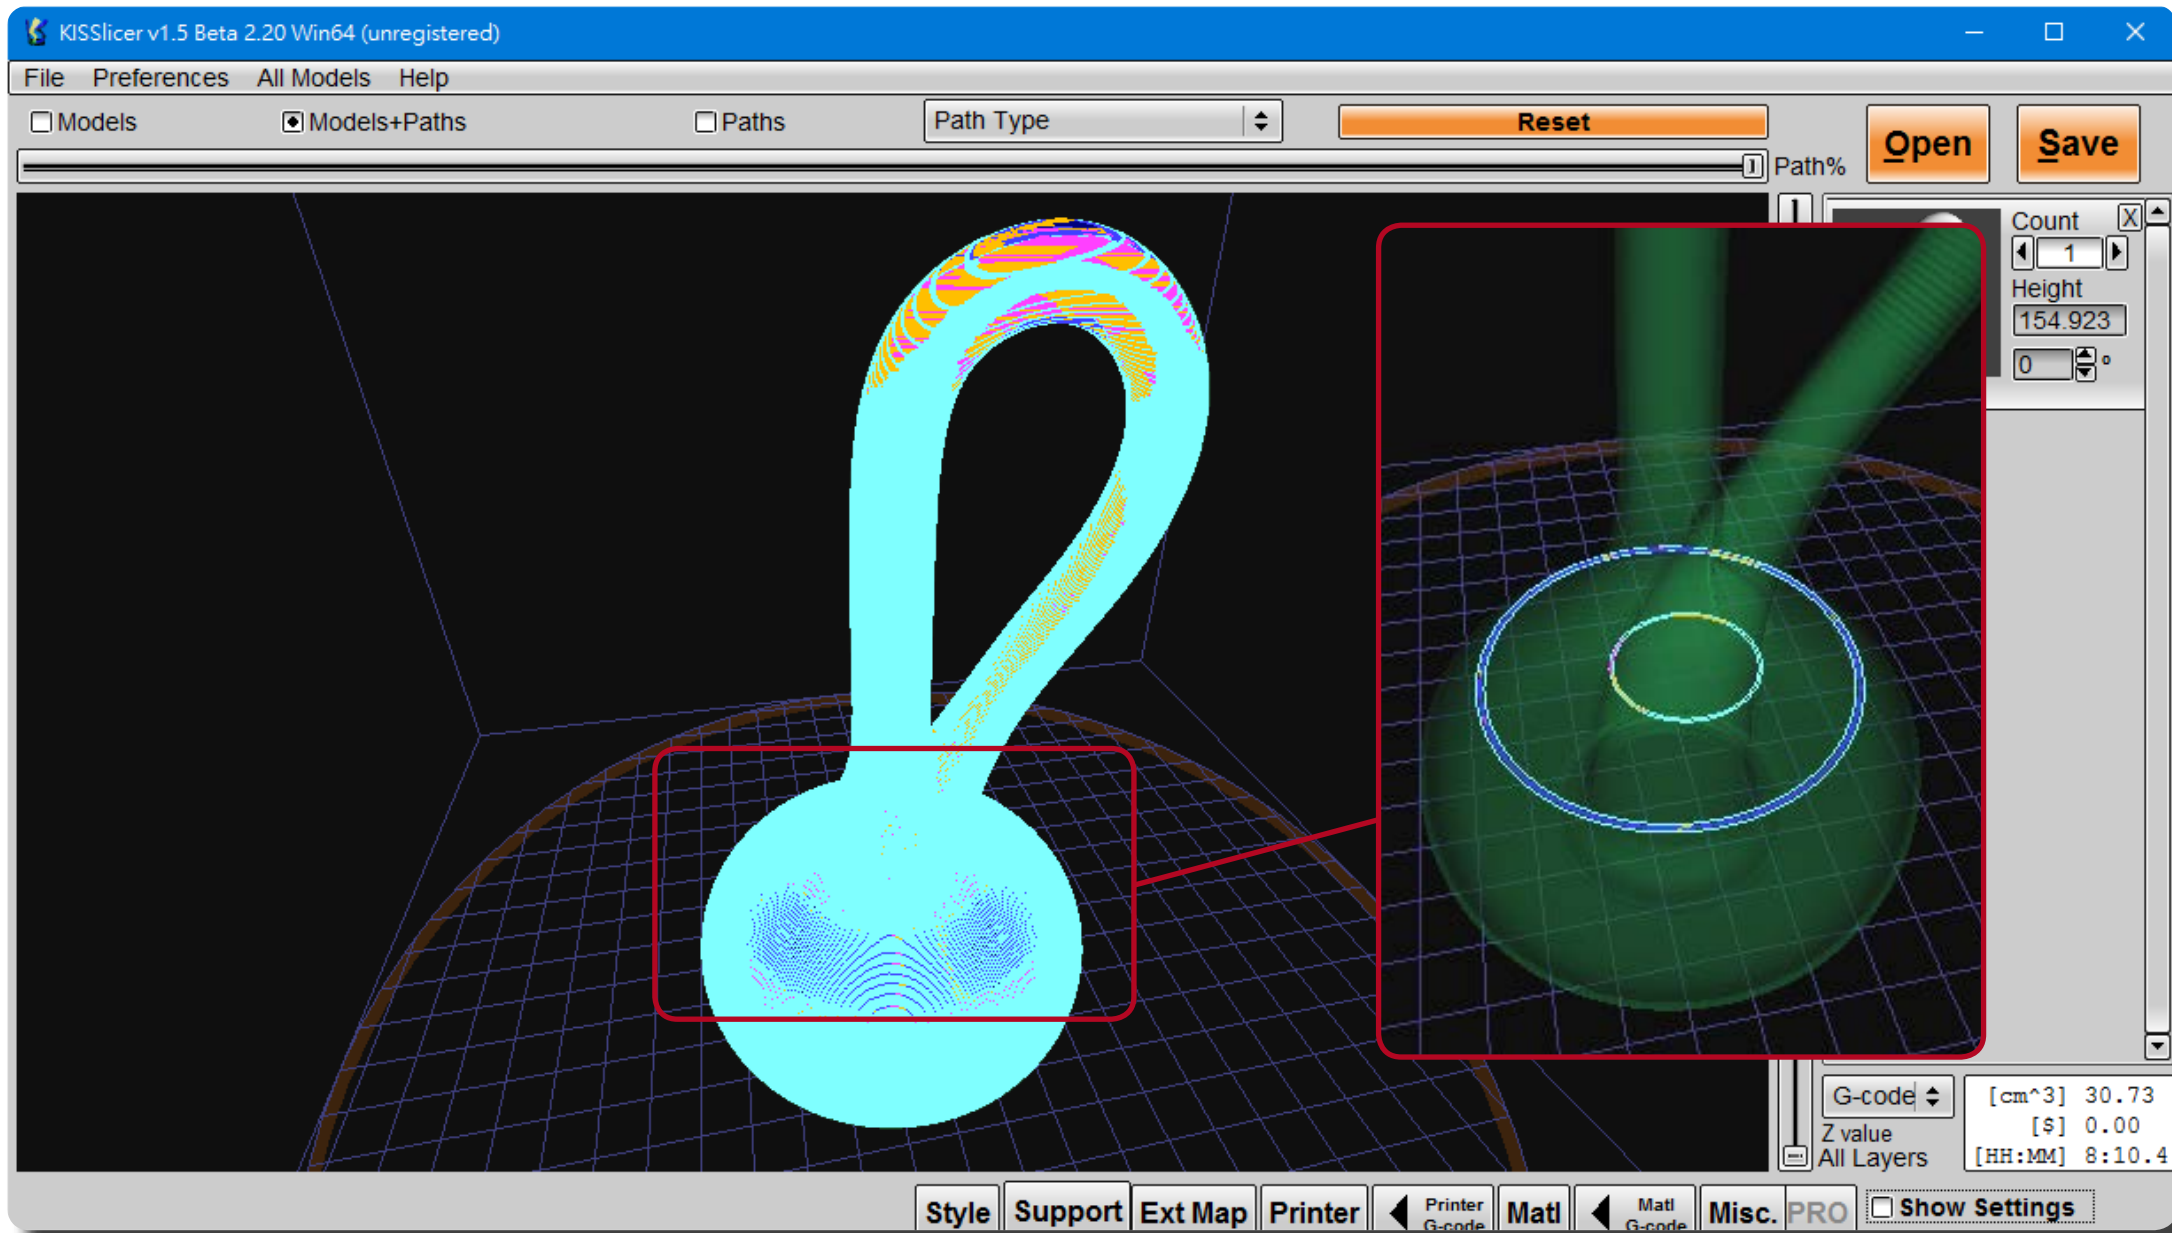 KISSlicer v1.5 Beta 2.20 Win64 (unregistered)
File Preferences All Models Help
Models Models+Paths Paths Path Type Reset
Open Save
Path%
Count X
1
Height
154.923
0 °
G-code
Z value
All Layers
[cm^3] 30.73
[$] 0.00
[HH:MM] 8:10.4
Style Support Ext Map Printer Printer G-code Matl Matl G-code Misc. PRO Show Settings